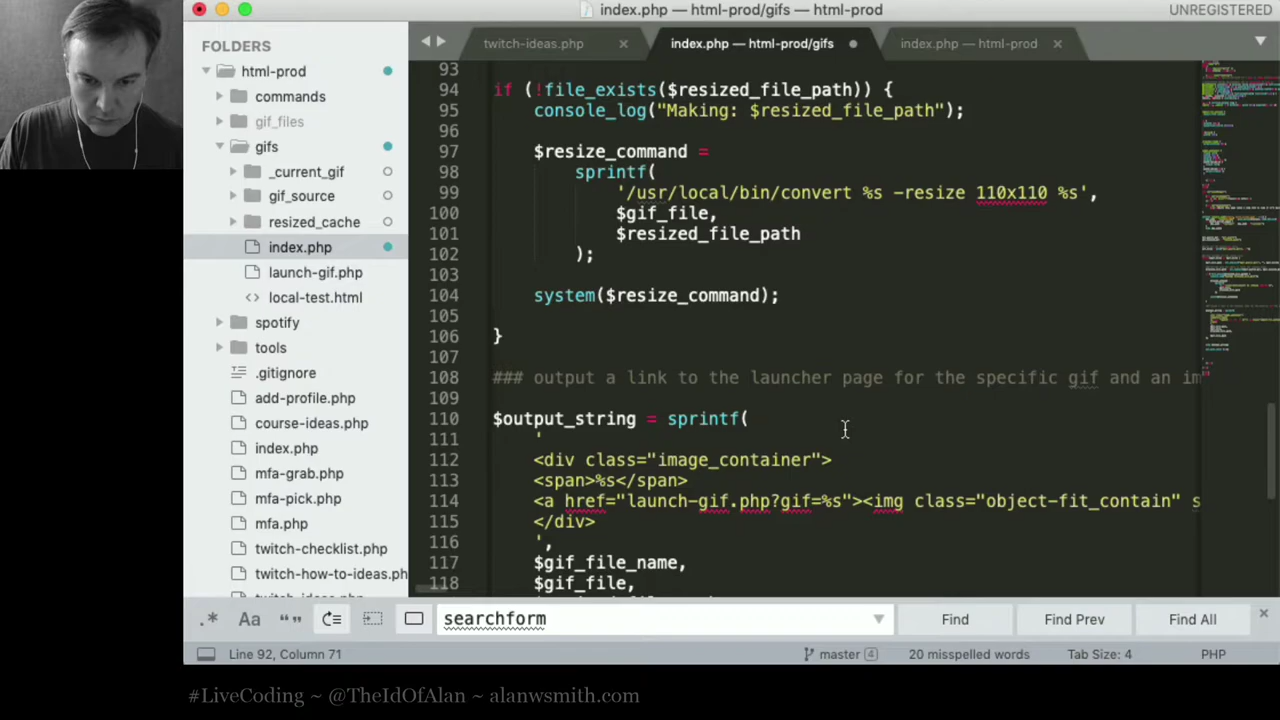 index.php — html-prod/gifs — html-prod
UNREGISTERED
FOLDERS
html-prod
commands
gif_files
gifs
_current_gif
gif_source
resized_cache
index.php
launch-gif.php
local-test.html
spotify
tools
.gitignore
add-profile.php
course-ideas.php
index.php
mfa-grab.php
mfa-pick.php
mfa.php
twitch-checklist.php
twitch-how-to-ideas.ph
twitch-ideas.php
twitch-ideas.php
index.php — html-prod/gifs
index.php — html-prod
93
94 if (!file_exists($resized_file_path)) {
95 console_log("Making: $resized_file_path");
96
97 $resize_command =
98 sprintf(
99 '/usr/local/bin/convert %s -resize 110x110 %s',
100 $gif_file,
101 $resized_file_path
102 );
103
104 system($resize_command);
105
106 }
107
108 ### output a link to the launcher page for the specific gif and an im
109
110 $output_string = sprintf(
111 '
112 <div class="image_container">
113 <span>%s</span>
114 <a href="launch-gif.php?gif=%s"><img class="object-fit_contain" s
115 </div>
116 ',
117 $gif_file_name,
118 $gif_file,
.* Aa “” searchform Find Find Prev Find All
Line 92, Column 71 master 4 20 misspelled words Tab Size: 4 PHP
#LiveCoding ~ @TheIdOfAlan ~ alanwsmith.com